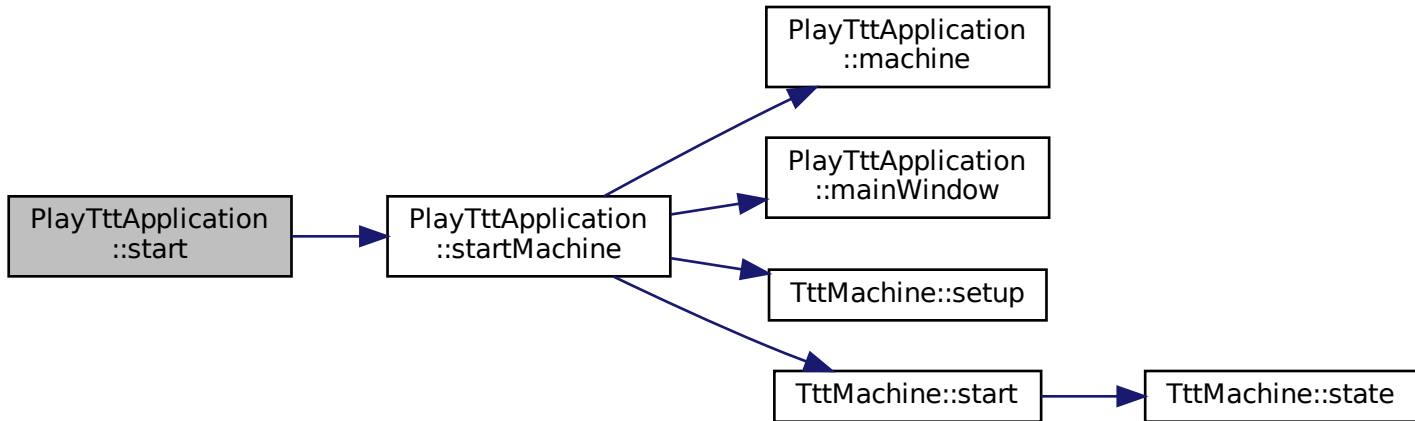 PlayTttApplication
::start
PlayTttApplication
::startMachine
PlayTttApplication
::machine
PlayTttApplication
::mainWindow
TttMachine::setup
TttMachine::start
TttMachine::state